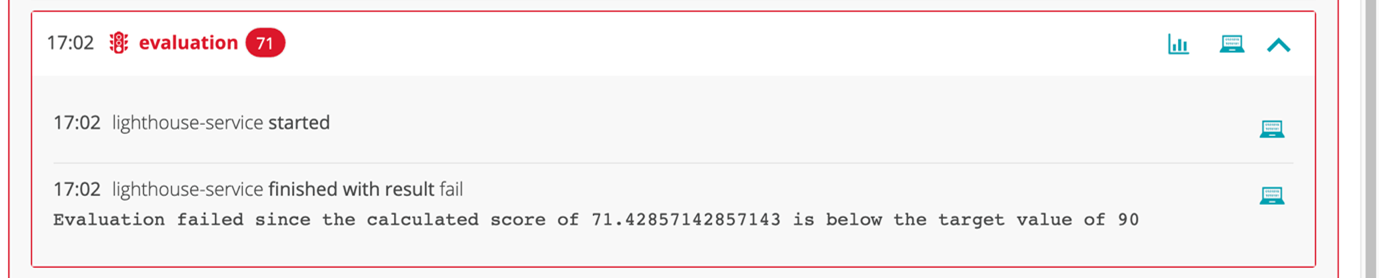 17:02 evaluation 71
17:02 lighthouse-service started
17:02 lighthouse-service finished with result fail
Evaluation failed since the calculated score of 71.42857142857143 is below the target value of 90